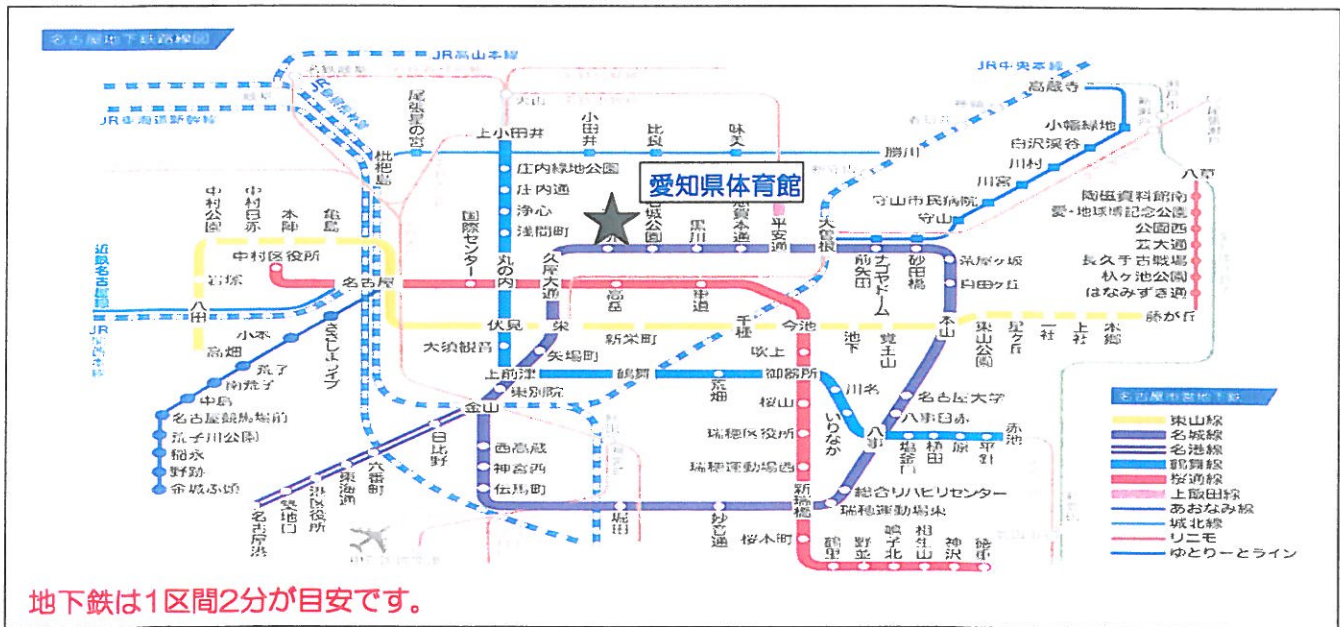 名古屋地下鉄路線図
JR高山本線
JR中央本線
JR東海道新幹線
犬山
高蔵寺
尾張星の宮
上小田井
小田井
比良
味美
勝川
小幡緑地
白沢渓谷
川村
川宮
守山市民病院
守山
枇杷島
庄内緑地公園
庄内通
浄心
浅間町
愛知県体育館
八草
陶磁資料館南
愛・地球博記念公園
公園西
芸大通
長久手古戦場
杁ヶ池公園
はなみずき通
藤が丘
中村公園
中村日赤
本陣
亀島
国際センター
丸の内
久屋大通
黒川
志賀本通
平安通
大曽根
ナゴヤドーム
前矢田
砂田橋
茶屋ヶ坂
自由ヶ丘
中村区役所
岩塚
名古屋
高岳
車道
近鉄名古屋線
八田
高畑
小本
ささしまライブ
伏見
栄
新栄町
千種
今池
池下
覚王山
本山
東山公園
星ヶ丘
一社
上社
本郷
大須観音
矢場町
吹上
荒子
南荒子
中島
名古屋競馬場前
荒子川公園
稲永
野跡
金城ふ頭
上前津
鶴舞
荒畑
御器所
川名
いりなか
八事
東別院
金山
桜山
名古屋大学
八事日赤
塩釜口
植田
原
平針
赤池
日比野
六番町
東海通
港区役所
築地口
名古屋港
西高蔵
神宮西
伝馬町
堀田
妙音通
新瑞橋
瑞穂区役所
瑞穂運動場西
総合リハビリセンター
瑞穂運動場東
桜本町
鶴里
野並
鳴子北
相生山
神沢
徳重
名古屋市営地下鉄
東山線
名城線
名港線
鶴舞線
桜通線
上飯田線
あおなみ線
城北線
リニモ
ゆとりーとライン
地下鉄は1区間2分が目安です。